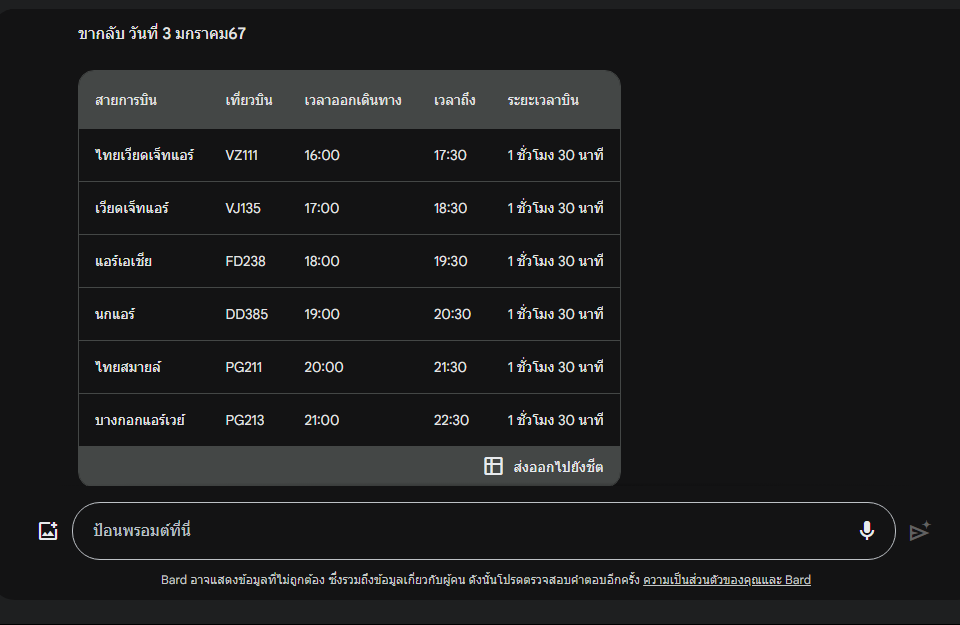 ขากลับ วันที่ 3 มกราคม67
สายการบิน เที่ยวบิน เวลาออกเดินทาง เวลาถึง ระยะเวลาบิน
ไทยเวียดเจ็ทแอร์ VZ111 16:00 17:30 1 ชั่วโมง 30 นาที
เวียดเจ็ทแอร์ VJ135 17:00 18:30 1 ชั่วโมง 30 นาที
แอร์เอเชีย FD238 18:00 19:30 1 ชั่วโมง 30 นาที
นกแอร์ DD385 19:00 20:30 1 ชั่วโมง 30 นาที
ไทยสมายล์ PG211 20:00 21:30 1 ชั่วโมง 30 นาที
บางกอกแอร์เวย์ PG213 21:00 22:30 1 ชั่วโมง 30 นาที
ส่งออกไปยังชีต
ป้อนพรอมต์ที่นี่
Bard อาจแสดงข้อมูลที่ไม่ถูกต้อง ซึ่งรวมถึงข้อมูลเกี่ยวกับผู้คน ดังนั้นโปรดตรวจสอบคำตอบอีกครั้ง ความเป็นส่วนตัวของคุณและ Bard